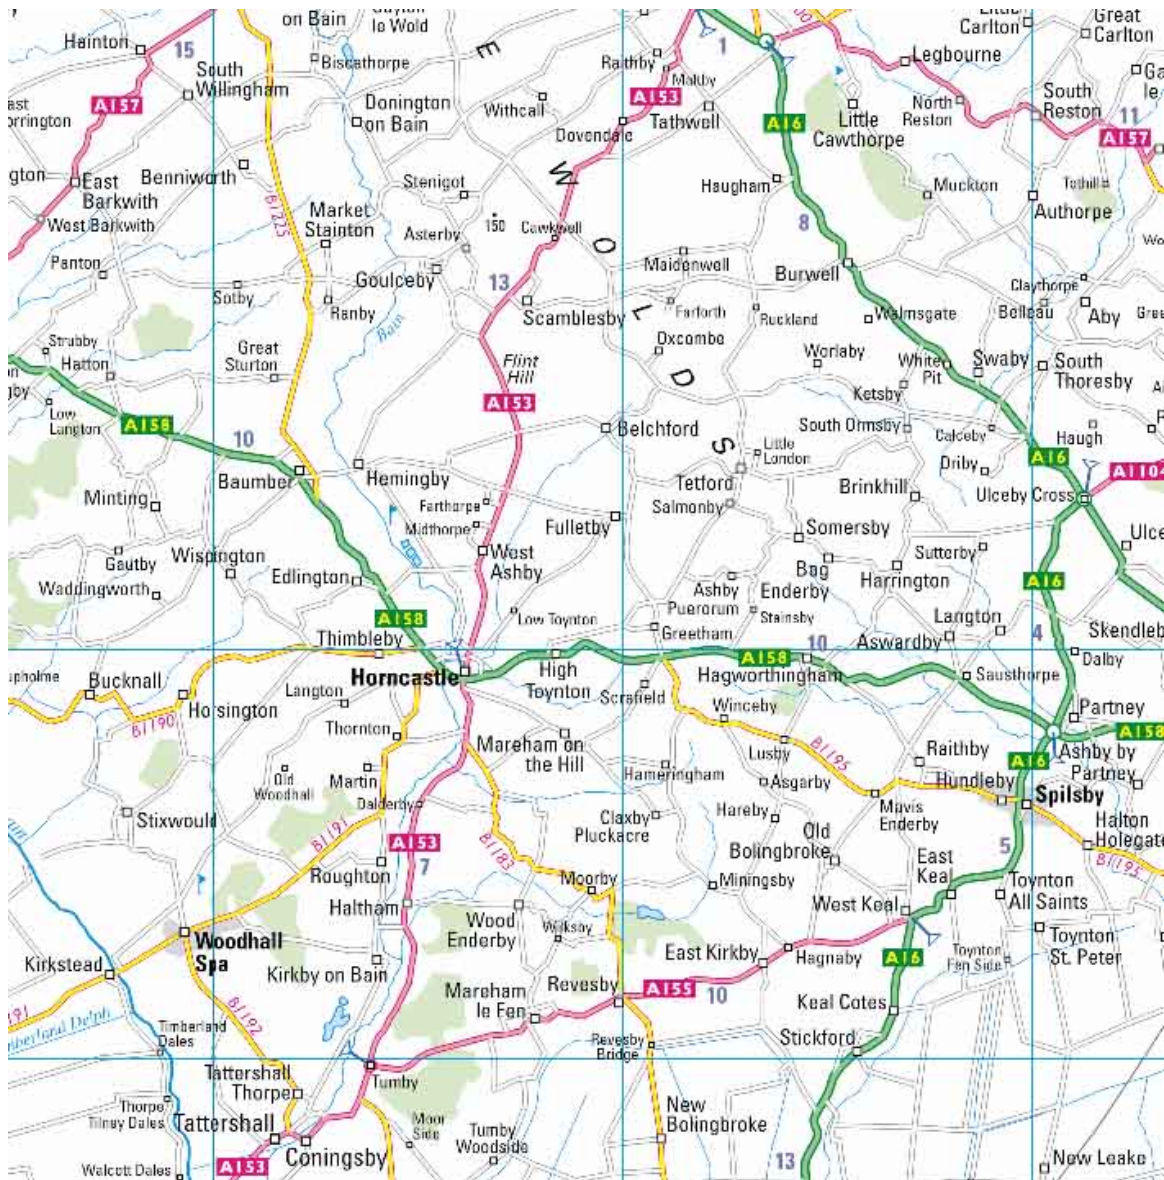 on Bain
le Wold
Hainton
15
South
Willingham
Biscathorpe
E
Raithby
Maltby
1
Little
Carlton
Great
Carlton
Legbourne
A157
Donington
on Bain
Withcall
A153
Dovendale
Tathwell
A16
Little
Cawthorpe
North
Reston
South
Reston
11
A157
East
Barkwith
Benniworth
Stenigot
W
Haugham
Muckton
Tothill
Authorpe
West Barkwith
B1225
Market
Stainton
Asterby
150
Cawkwell
O
8
Panton
Goulceby
13
Maidenwell
Burwell
Claythorpe
Sotby
Ranby
Bain
Scamblesby
L
Farforth
Ruckland
Walmsgate
Belleau
Aby
Strubby
Hatton
Great
Sturton
Flint
Hill
Oxcombe
D
Worlaby
White
Pit
Swaby
South
Thoresby
Low
Langton
A158
10
A153
Belchford
Ketsby
South Ormsby
Calceby
Haugh
S
Little
London
A16
Baumber
Hemingby
Tetford
Driby
A1104
Minting
Farthorpe
Salmonby
Brinkhill
Ulceby Cross
Midthorpe
Fulletby
Somersby
Gautby
Wispington
West
Ashby
Bag
Enderby
Sutterby
Waddingworth
Edlington
Ashby
Puerorum
Harrington
A16
Low Toynton
Stainsby
Langton
A158
Thimbleby
Greetham
Aswardby
4
Skendleb
Bucknall
Horncastle
High
Toynton
A158
10
Hagworthingham
Dalby
Sausthorpe
Horsington
Langton
Scrafield
Winceby
Partney
B1190
Thornton
Mareham on
the Hill
Lusby
B1195
Raithby
A16
A158
Ashby by
Partney
Old
Woodhall
Martin
Hameringham
Asgarby
Hundleby
Spilsby
Dalderby
Stixwould
B1191
A153
B1183
Claxby
Pluckacre
Hareby
Mavis
Enderby
Halton
Holegate
Old
Bolingbroke
5
B1195
7
Roughton
Moorby
Miningsby
East
Keal
Toynton
All Saints
Haltham
Wood
Enderby
Wilksby
West Keal
Woodhall
Spa
Kirkstead
Kirkby on Bain
East Kirkby
Hagnaby
A16
Toynton
Fen Side
Toynton
St. Peter
Mareham
le Fen
Revesby
A155
10
Keal Cotes
B1192
Timberland
Dales
Revesby
Bridge
Stickford
Tattershall
Thorpe
Tumby
Thorpe
Tilney Dales
Tattershall
Coningsby
Moor
Side
Tumby
Woodside
New
Bolingbroke
A153
Walcott Dales
13
New Leake